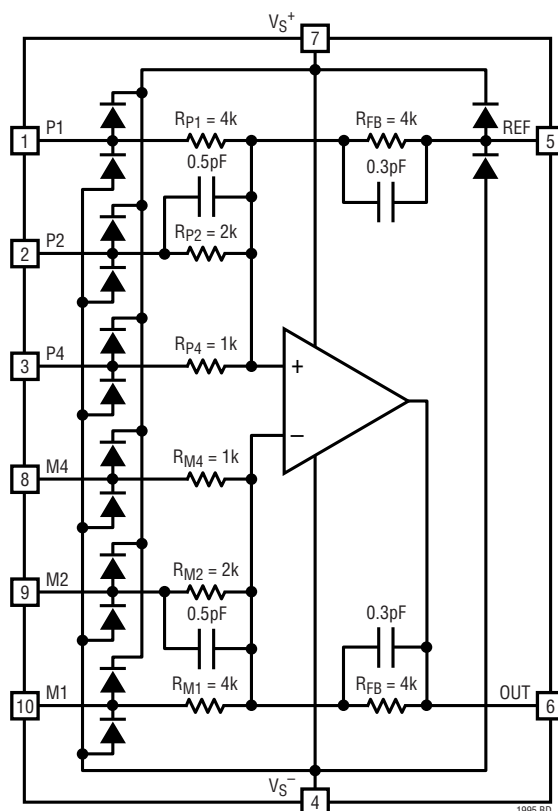 VS+
7
1 P1 RP1 = 4k RFB = 4k REF 5
0.5pF 0.3pF
2 P2 RP2 = 2k
3 P4 RP4 = 1k
+
−
8 M4 RM4 = 1k
9 M2 RM2 = 2k
0.5pF 0.3pF
10 M1 RM1 = 4k RFB = 4k OUT 6
VS−
4
1995 BD